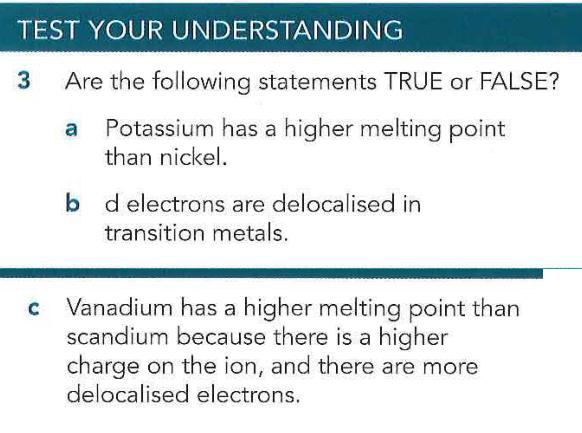 TEST YOUR UNDERSTANDING
3 Are the following statements TRUE or FALSE?
a Potassium has a higher melting point
than nickel.
b d electrons are delocalised in
transition metals.
c Vanadium has a higher melting point than
scandium because there is a higher
charge on the ion, and there are more
delocalised electrons.